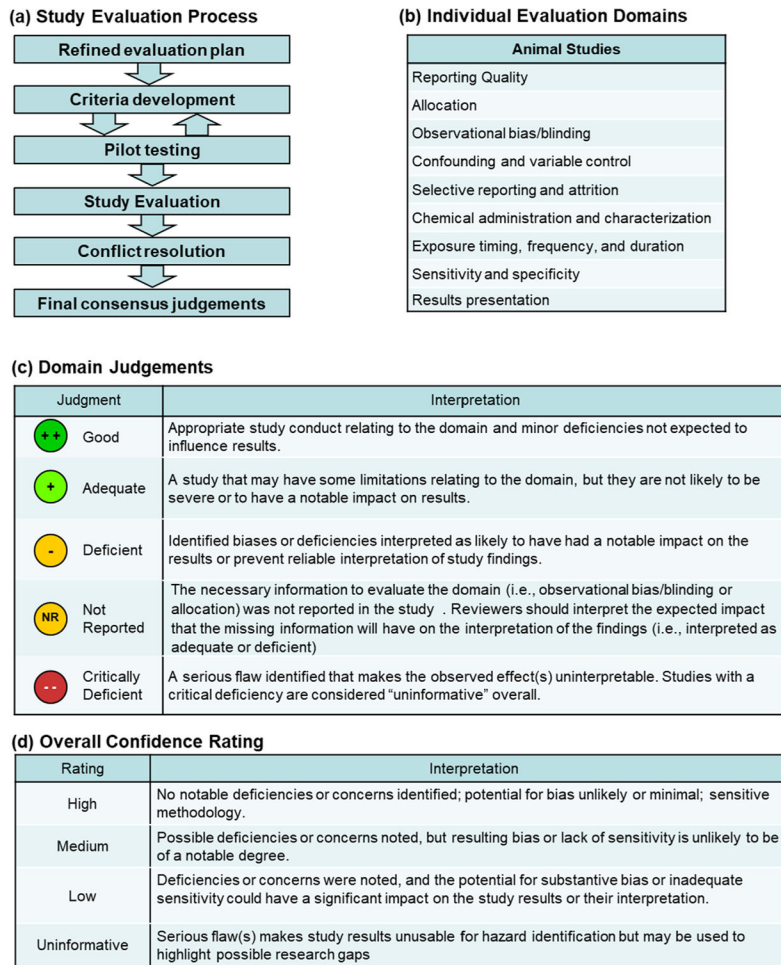 (a) Study Evaluation Process
Refined evaluation plan
Criteria development
Pilot testing
Study Evaluation
Conflict resolution
Final consensus judgements
(b) Individual Evaluation Domains
Animal Studies
Reporting Quality
Allocation
Observational bias/blinding
Confounding and variable control
Selective reporting and attrition
Chemical administration and characterization
Exposure timing, frequency, and duration
Sensitivity and specificity
Results presentation
(c) Domain Judgements
Judgment
Interpretation
++ Good
Appropriate study conduct relating to the domain and minor deficiencies not expected to
influence results.
+ Adequate
A study that may have some limitations relating to the domain, but they are not likely to be
severe or to have a notable impact on results.
- Deficient
Identified biases or deficiencies interpreted as likely to have had a notable impact on the
results or prevent reliable interpretation of study findings.
NR Not
Reported
The necessary information to evaluate the domain (i.e., observational bias/blinding or
allocation) was not reported in the study . Reviewers should interpret the expected impact
that the missing information will have on the interpretation of the findings (i.e., interpreted as
adequate or deficient)
-- Critically
Deficient
A serious flaw identified that makes the observed effect(s) uninterpretable. Studies with a
critical deficiency are considered “uninformative” overall.
(d) Overall Confidence Rating
Rating
Interpretation
High
No notable deficiencies or concerns identified; potential for bias unlikely or minimal; sensitive
methodology.
Medium
Possible deficiencies or concerns noted, but resulting bias or lack of sensitivity is unlikely to be
of a notable degree.
Low
Deficiencies or concerns were noted, and the potential for substantive bias or inadequate
sensitivity could have a significant impact on the study results or their interpretation.
Uninformative
Serious flaw(s) makes study results unusable for hazard identification but may be used to
highlight possible research gaps